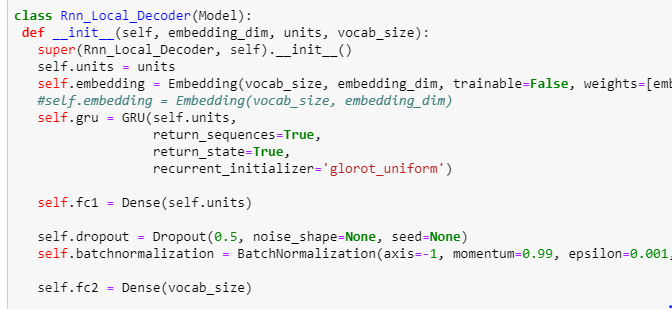 class Rnn_Local_Decoder(Model):
def __init__(self, embedding_dim, units, vocab_size):
super(Rnn_Local_Decoder, self).__init__()
self.units = units
self.embedding = Embedding(vocab_size, embedding_dim, trainable=False, weights=[emb
#self.embedding = Embedding(vocab_size, embedding_dim)
self.gru = GRU(self.units,
return_sequences=True,
return_state=True,
recurrent_initializer='glorot_uniform')
self.fc1 = Dense(self.units)
self.dropout = Dropout(0.5, noise_shape=None, seed=None)
self.batchnormalization = BatchNormalization(axis=-1, momentum=0.99, epsilon=0.001,
self.fc2 = Dense(vocab_size)